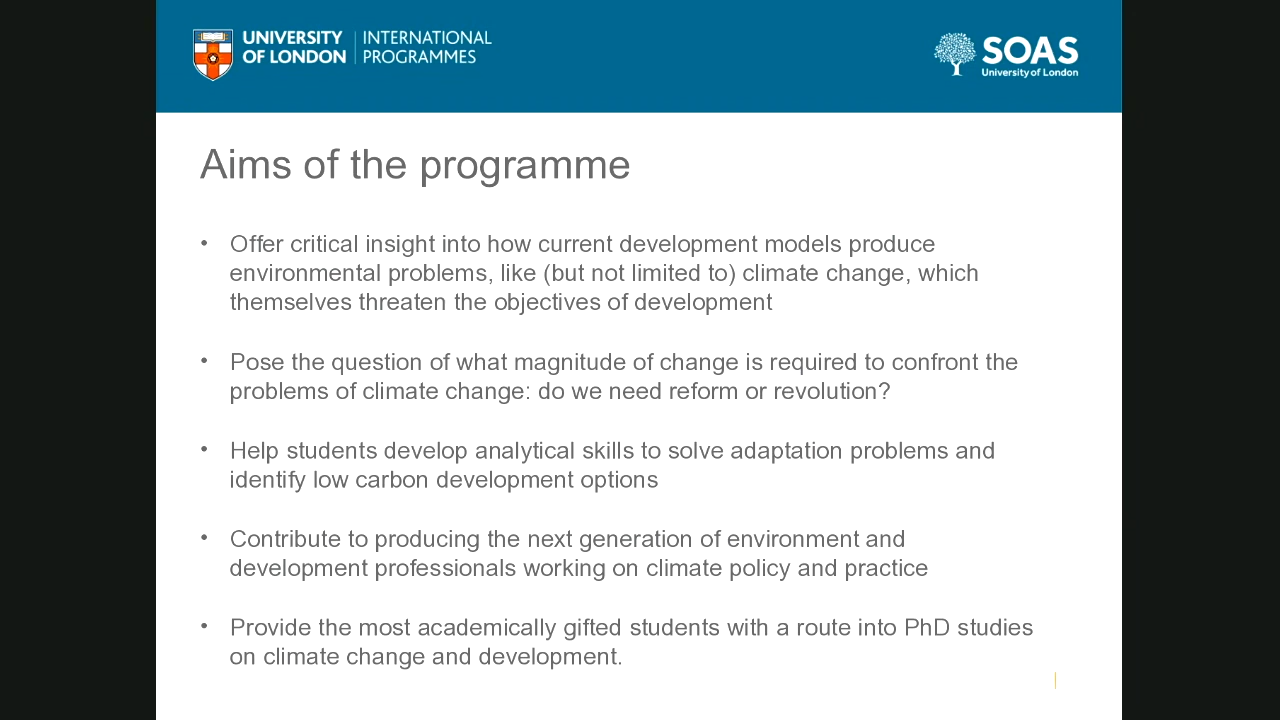 UNIVERSITY
OF LONDON
INTERNATIONAL
PROGRAMMES
SOAS
University of London
Aims of the programme
• Offer critical insight into how current development models produce
environmental problems, like (but not limited to) climate change, which
themselves threaten the objectives of development
• Pose the question of what magnitude of change is required to confront the
problems of climate change: do we need reform or revolution?
• Help students develop analytical skills to solve adaptation problems and
identify low carbon development options
• Contribute to producing the next generation of environment and
development professionals working on climate policy and practice
• Provide the most academically gifted students with a route into PhD studies
on climate change and development.